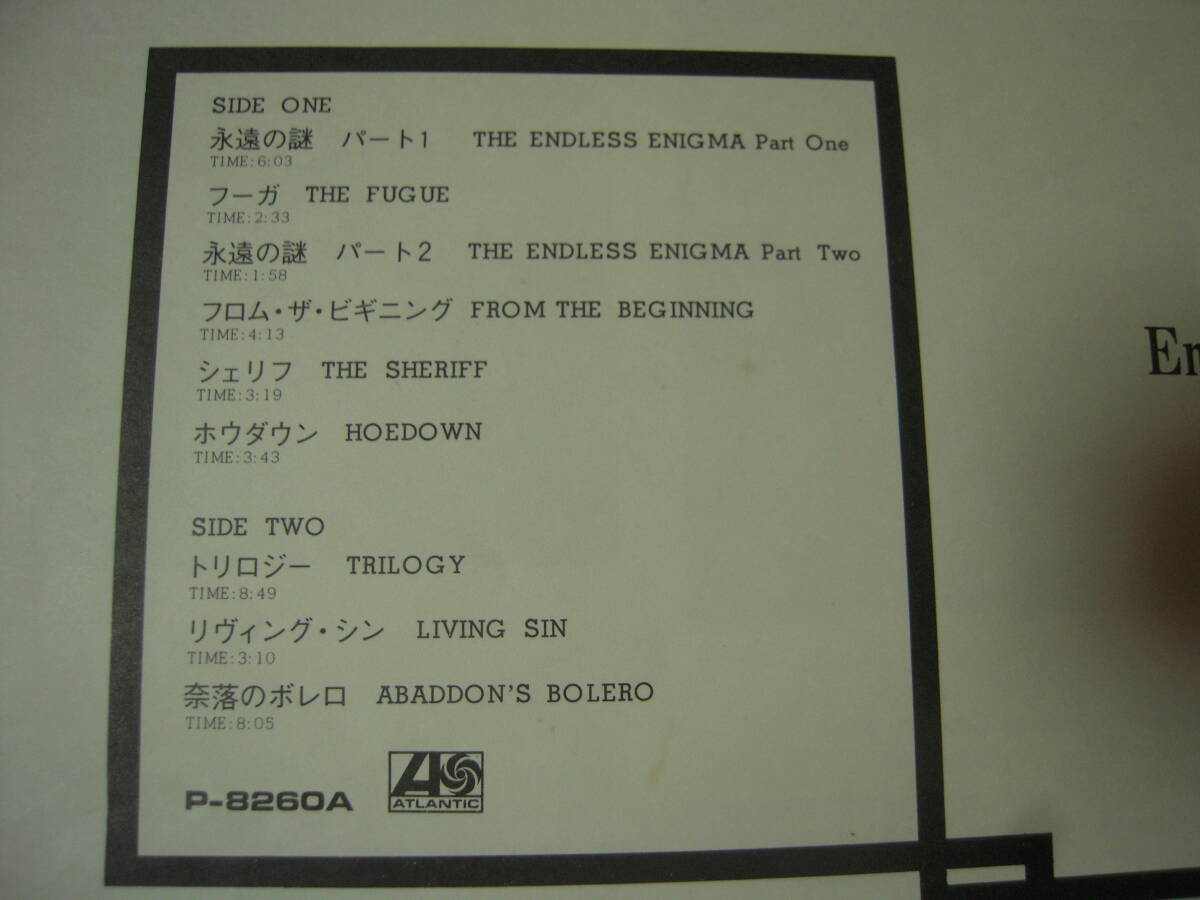 SIDE ONE
永遠の謎 パート1 THE ENDLESS ENIGMA Part One
TIME:6:03
フーガ THE FUGUE
TIME:2:33
永遠の謎 パート2 THE ENDLESS ENIGMA Part Two
TIME:1:58
フロム・ザ・ビギニング FROM THE BEGINNING
TIME:4:13
シェリフ THE SHERIFF
TIME:3:19
ホウダウン HOEDOWN
TIME:3:43
SIDE TWO
トリロジー TRILOGY
TIME:8:49
リヴィング・シン LIVING SIN
TIME:3:10
奈落のボレロ ABADDON'S BOLERO
TIME:8:05
P-8260A
ATLANTIC